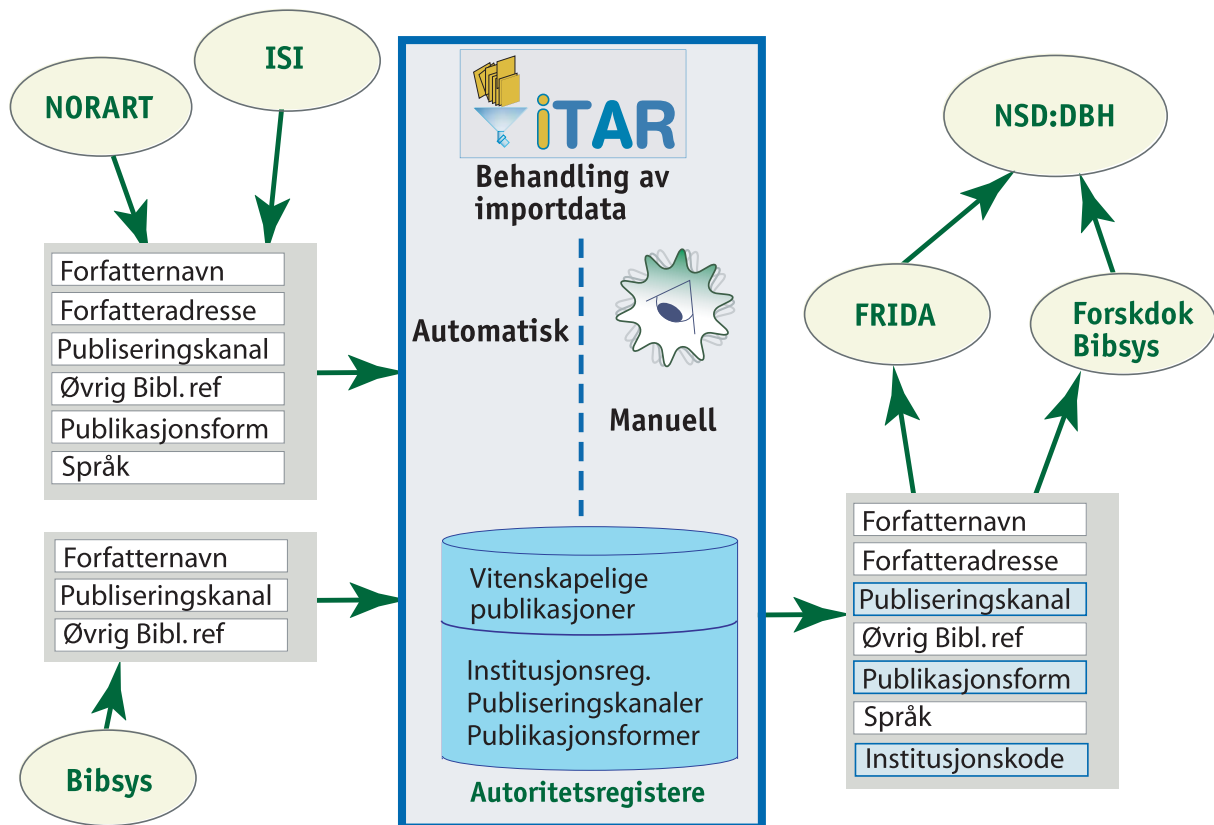 NORART
ISI
Forfatternavn
Forfatteradresse
Publiseringskanal
Øvrig Bibl. ref
Publikasjonsform
Språk
Forfatternavn
Publiseringskanal
Øvrig Bibl. ref
Bibsys
iTAR
Behandling av
importdata
Automatisk
Manuell
Vitenskapelige
publikasjoner
Institusjonsreg.
Publiseringskanaler
Publikasjonsformer
Autoritetsregistere
NSD:DBH
FRIDA
Forskdok
Bibsys
Forfatternavn
Forfatteradresse
Publiseringskanal
Øvrig Bibl. ref
Publikasjonsform
Språk
Institusjonskode